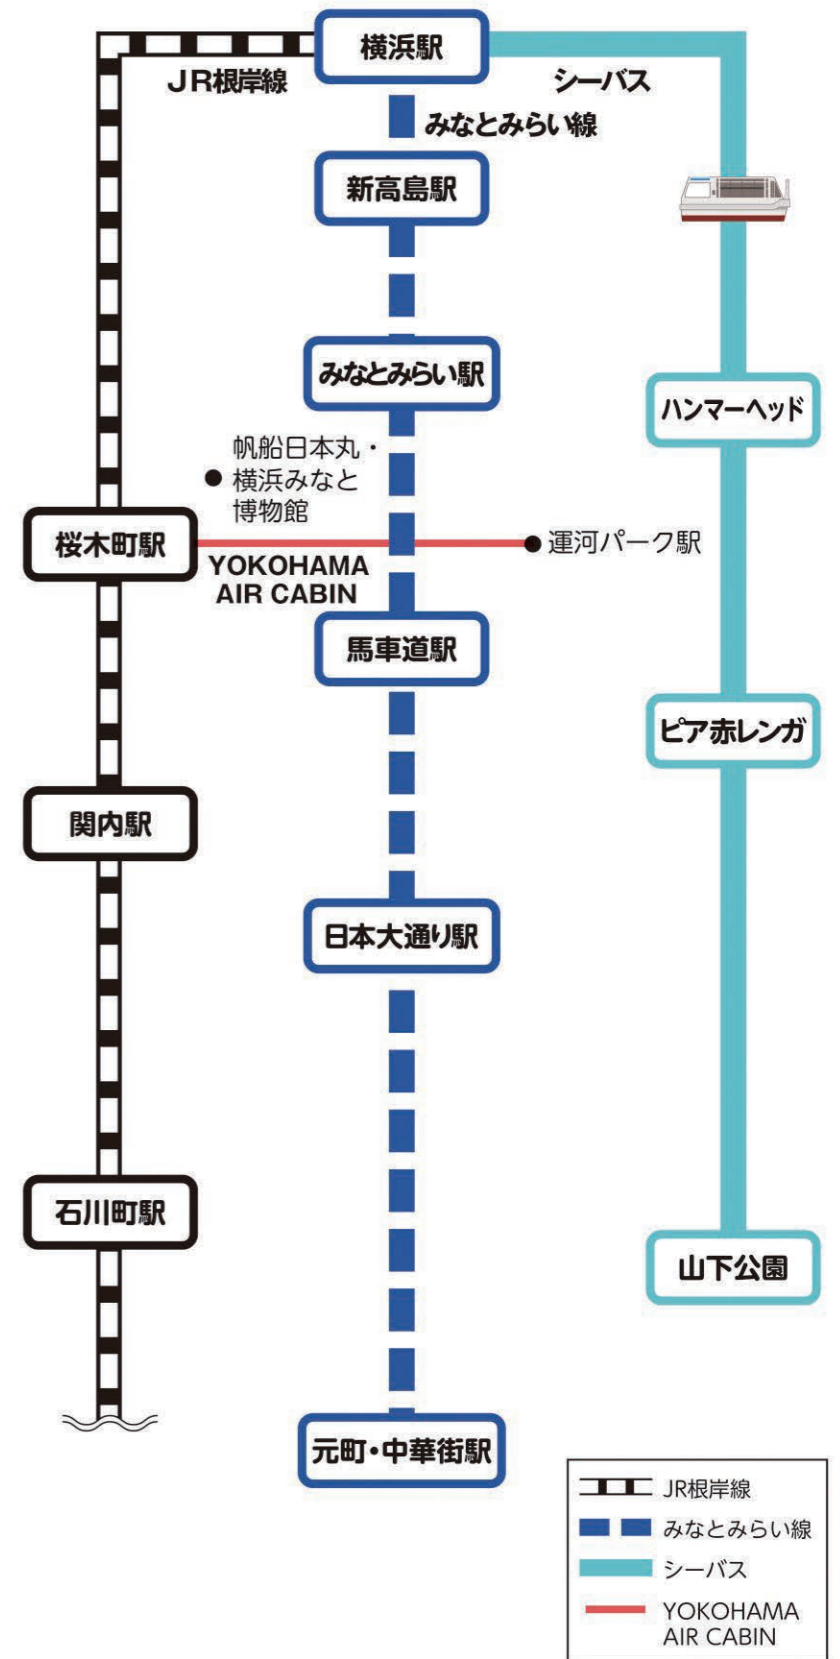 横浜駅
JR根岸線
シーバス
みなとみらい線
新高島駅
みなとみらい駅
ハンマーヘッド
帆船日本丸・
横浜みなと
博物館
桜木町駅
運河パーク駅
YOKOHAMA
AIR CABIN
馬車道駅
ピア赤レンガ
関内駅
日本大通り駅
石川町駅
山下公園
元町・中華街駅
JR根岸線
みなとみらい線
シーバス
YOKOHAMA
AIR CABIN